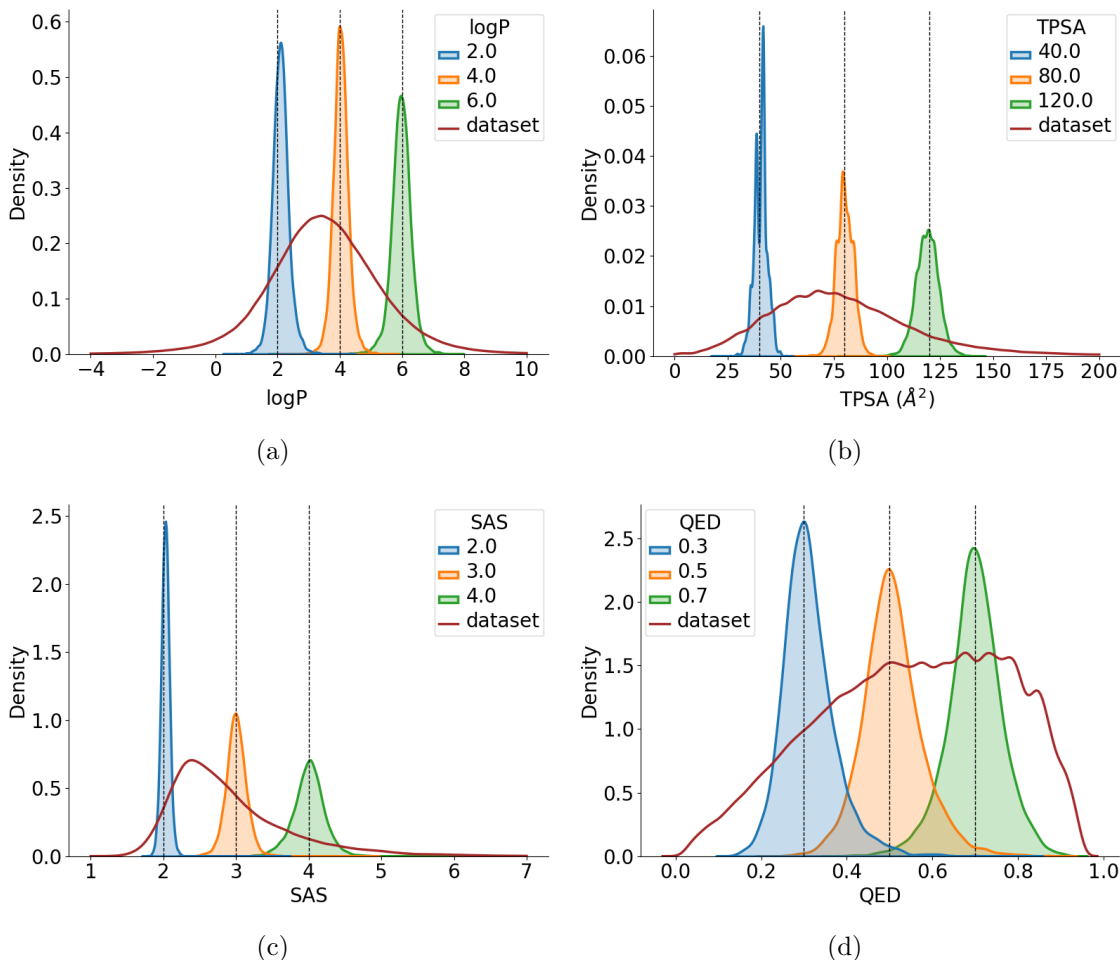 logP
2.0
4.0
6.0
dataset
Density
0.6
0.5
0.4
0.3
0.2
0.1
0.0
−4 −2 0 2 4 6 8 10
logP
(a)
TPSA
40.0
80.0
120.0
dataset
Density
0.06
0.05
0.04
0.03
0.02
0.01
0.00
0 25 50 75 100 125 150 175 200
TPSA (Å²)
(b)
SAS
2.0
3.0
4.0
dataset
Density
2.5
2.0
1.5
1.0
0.5
0.0
1 2 3 4 5 6 7
SAS
(c)
QED
0.3
0.5
0.7
dataset
Density
2.5
2.0
1.5
1.0
0.5
0.0
0.0 0.2 0.4 0.6 0.8 1.0
QED
(d)